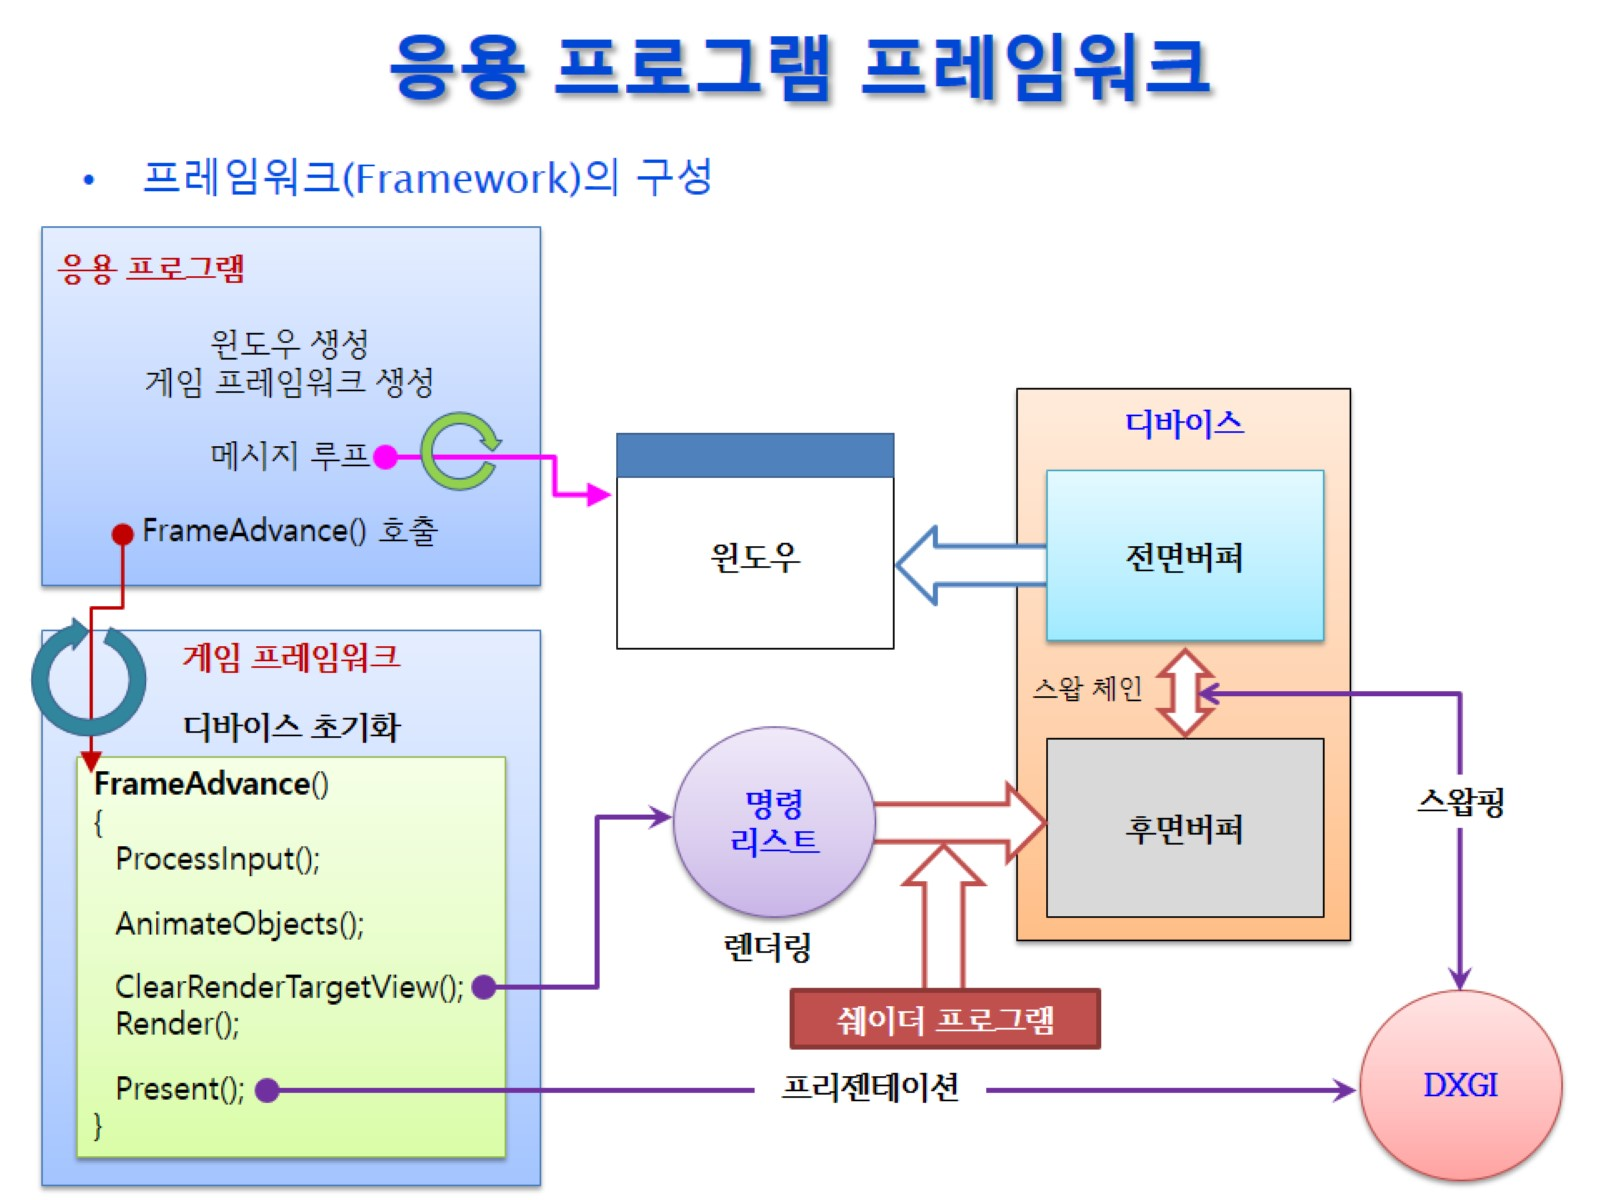 응용 프로그램 프레임워크
• 프레임워크(Framework)의 구성
응용 프로그램
윈도우 생성
게임 프레임워크 생성
메시지 루프
FrameAdvance() 호출
게임 프레임워크
디바이스 초기화
FrameAdvance()
{
ProcessInput();
AnimateObjects();
ClearRenderTargetView();
Render();
Present();
}
윈도우
디바이스
전면버퍼
스왑 체인
후면버퍼
명령
리스트
렌더링
쉐이더 프로그램
프리젠테이션
스왑핑
DXGI